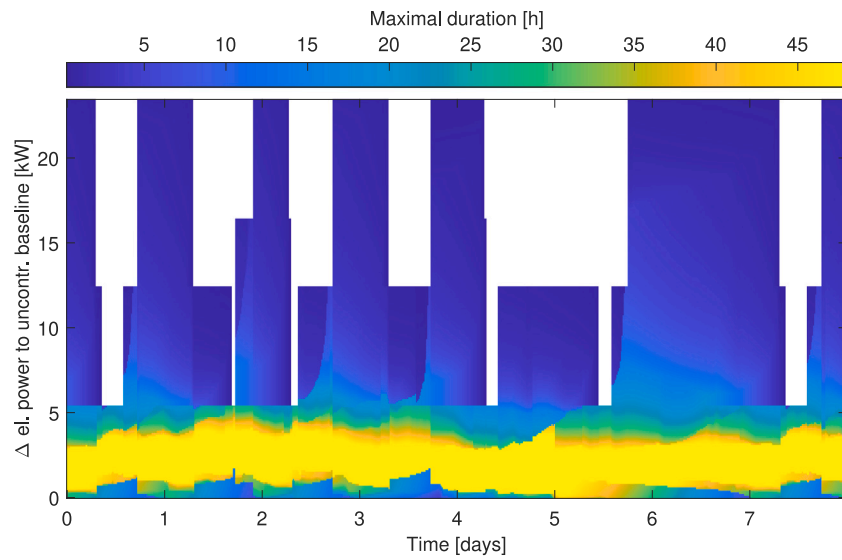 Maximal duration [h]
5 10 15 20 25 30 35 40 45
20
15
10
5
0
Δ el. power to uncontr. baseline [kW]
0 1 2 3 4 5 6 7
Time [days]